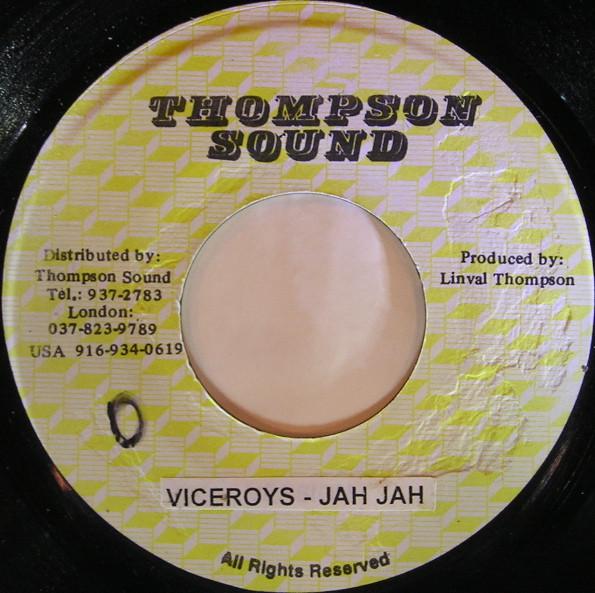 THOMPSON
SOUND
Distributed by:
Thompson Sound
Tel.: 937-2783
London:
037-823-9789
USA 916-934-0619
Produced by:
Linval Thompson
O
VICEROYS - JAH JAH
All Rights Reserved